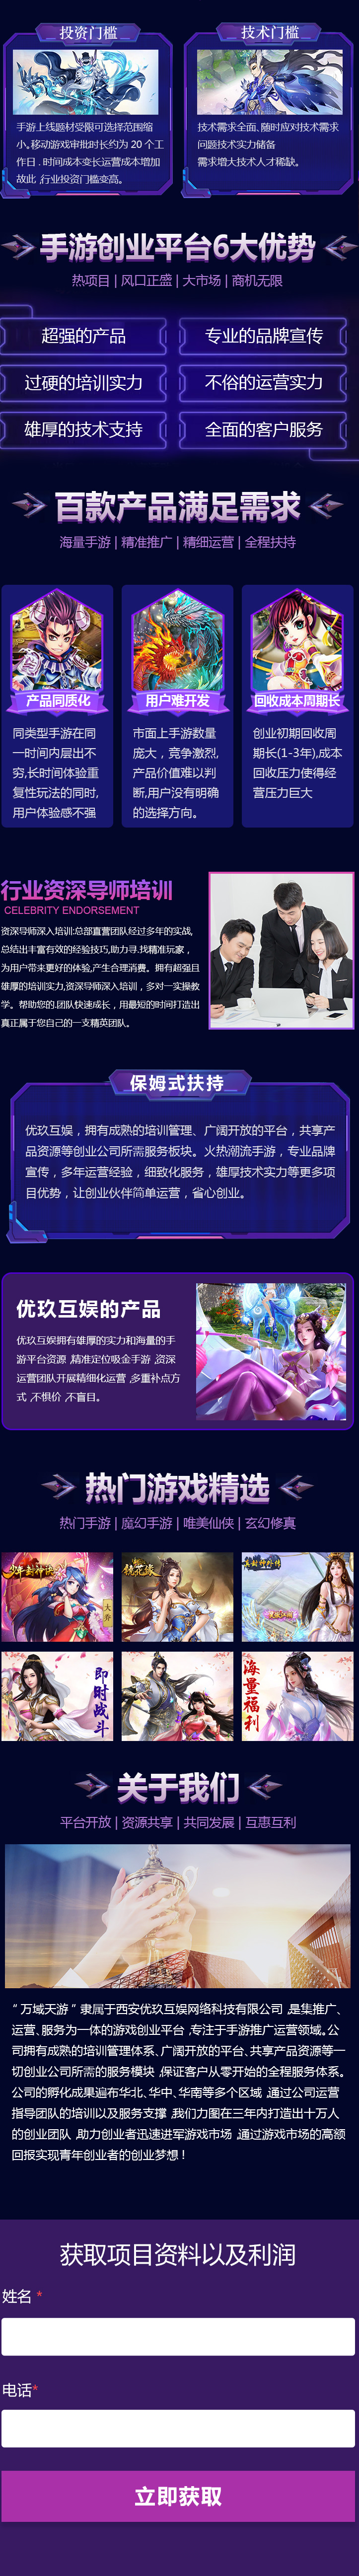 投资门槛
技术门槛
手游上线题材受限可选择范围缩
小，移动游戏审批时长约为 20 个工
作日．时间成本变长运营成本增加
故此 ,行业投资门槛变高。
技术需求全面、随时应对技术需求
问题技术实力储备
需求增大技术人才稀缺。
手游创业平台6大优势
热项目 | 风口正盛 | 大市场 | 商机无限
超强的产品
专业的品牌宣传
过硬的培训实力
不俗的运营实力
雄厚的技术支持
全面的客户服务
百款产品满足需求
海量手游 | 精准推广 | 精细运营 | 全程扶持
产品同质化
用户难开发
回收成本周期长
同类型手游在同
一时间内层出不
穷,长时间体验重
复性玩法的同时,
用户体验感不强
市面上手游数量
庞大，竞争激烈,
产品价值难以判
断,用户没有明确
的选择方向。
创业初期回收周
期长(1-3年),成本
回收压力使得经
营压力巨大
行业资深导师培训
CELEBRITY ENDORSEMENT
资深导师深入培训:总部直营团队经过多年的实战,
总结出丰富有效的经验技巧,助力寻.找精准玩家，
为用户带来更好的体验,产生合理消费。拥有超强且
雄厚的培训实力,资深导师深入培训，多对一实操教
学。帮助您的.团队快速成长，用最短的时间打造出
真正属于您自己的一支精英团队。
保姆式扶持
优玖互娱，拥有成熟的培训管理、广阔开放的平台，共享产
品资源等创业公司所需服务板块。火热潮流手游，专业品牌
宣传，多年运营经验，细致化服务，雄厚技术实力等更多项
目优势，让创业伙伴简单运营，省心创业。
优玖互娱的产品
优玖互娱拥有雄厚的实力和海量的手
游平台资源 ,精准定位吸金手游 ,资深
运营团队开展精细化运营 ,多重补点方
式 ,不惧价 ,不盲目。
热门游戏精选
热门手游 | 魔幻手游 | 唯美仙侠 | 玄幻修真
大乔
镜花缘
即时战斗
海量福利
关于我们
平台开放 | 资源共享 | 共同发展 | 互惠互利
“ 万域天游 ” 隶属于西安优玖互娱网络科技有限公司 ,是集推广、
运营、服务为一体的游戏创业平台 ,专注于手游推广运营领域。公
司拥有成熟的培训管理体系、广阔开放的平台、共享产品资源等一
切创业公司所需的服务模块 ,保证客户从零开始的全程服务体系。
公司的孵化成果遍布华北、华中、华南等多个区域 ,通过公司运营
指导团队的培训以及服务支撑 ,我们力图在三年内打造出十万人
的创业团队 ,助力创业者迅速进军游戏市场 ,通过游戏市场的高额
回报实现青年创业者的创业梦想！
获取项目资料以及利润
姓名 *
电话*
立即获取